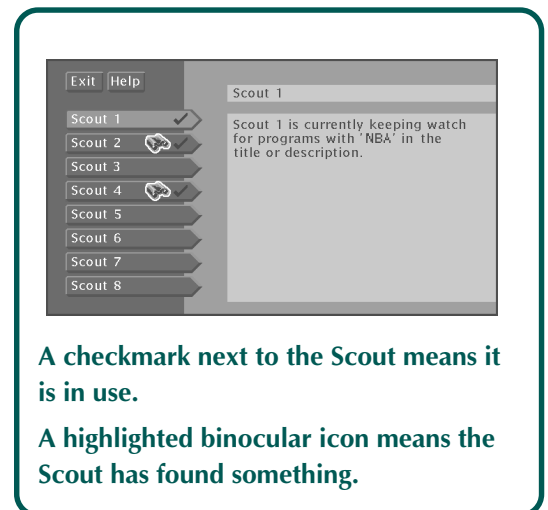 Exit Help
Scout 1
Scout 2
Scout 3
Scout 4
Scout 5
Scout 6
Scout 7
Scout 8
Scout 1
Scout 1 is currently keeping watch
for programs with 'NBA' in the
title or description.
A checkmark next to the Scout means it
is in use.
A highlighted binocular icon means the
Scout has found something.